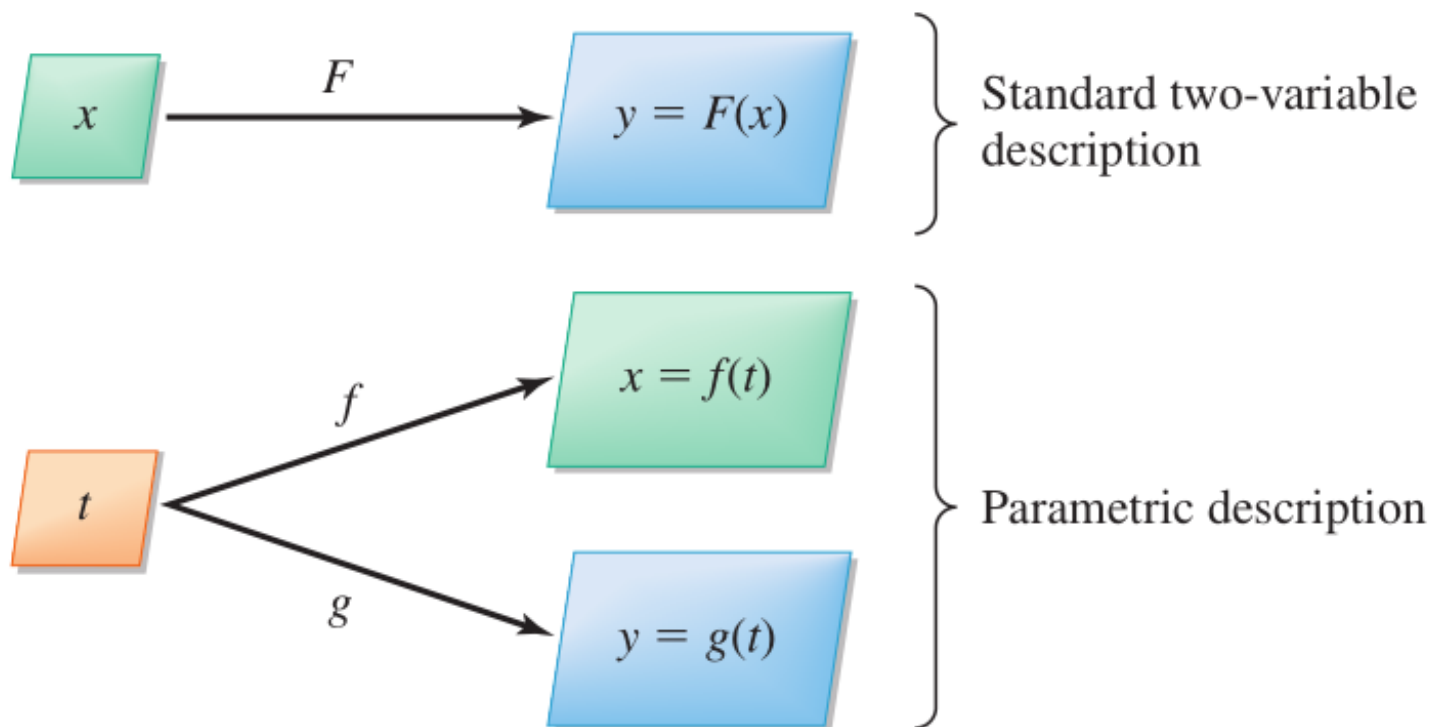 F
x
y = F(x)
Standard two-variable
description
f
x = f(t)
t
Parametric description
g
y = g(t)